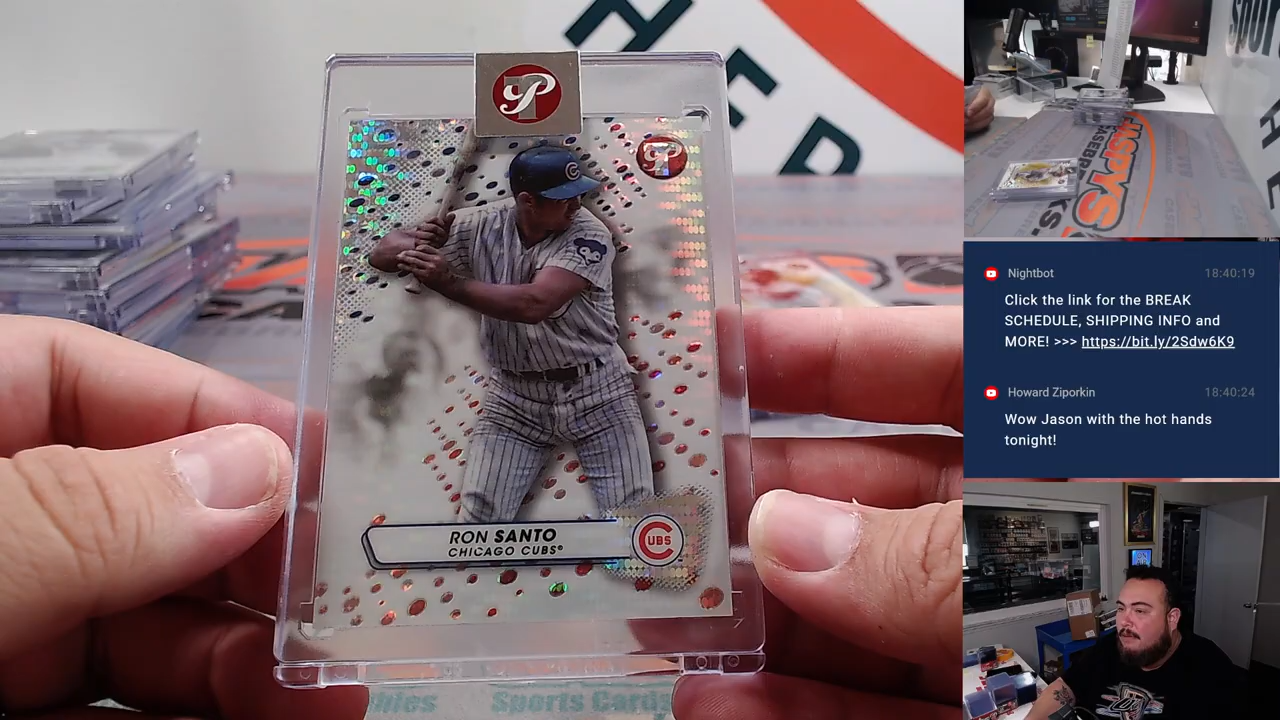 HER
P
P
C
RON SANTO
CHICAGO CUBS®
CUBS
Sports Cards
JASPYS
Nightbot 18:40:19
Click the link for the BREAK
SCHEDULE, SHIPPING INFO and
MORE! >>> https://bit.ly/2Sdw6K9
Howard Ziporkin 18:40:24
Wow Jason with the hot hands
tonight!